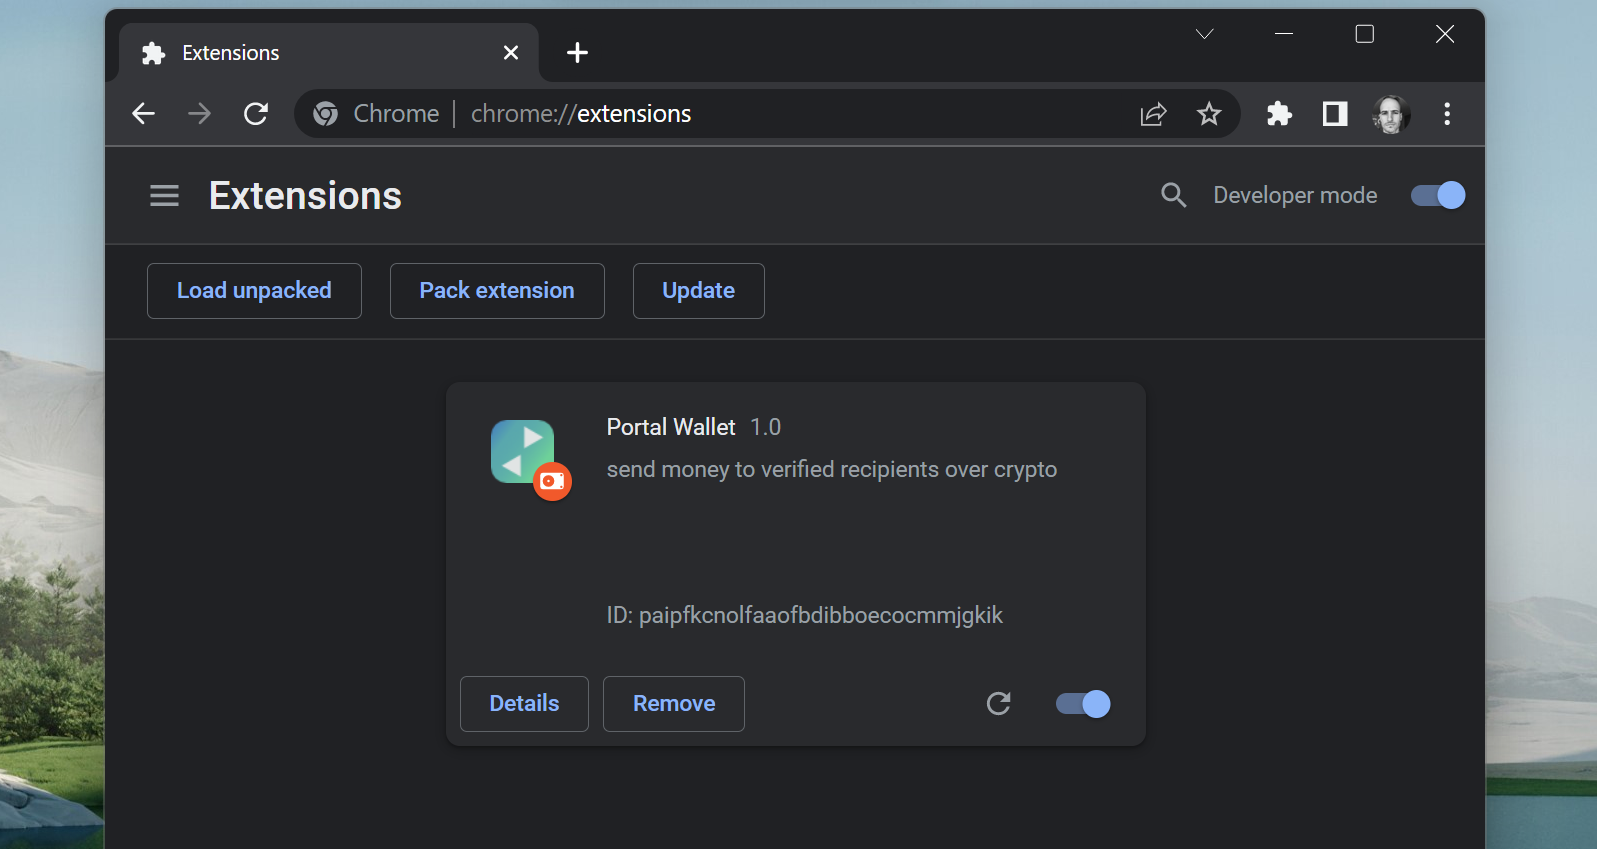 Extensions
Chrome | chrome://extensions
Extensions
Developer mode
Load unpacked
Pack extension
Update
Portal Wallet 1.0
send money to verified recipients over crypto
ID: paipfkcnolfaaofbdibboecocmmjgkik
Details
Remove